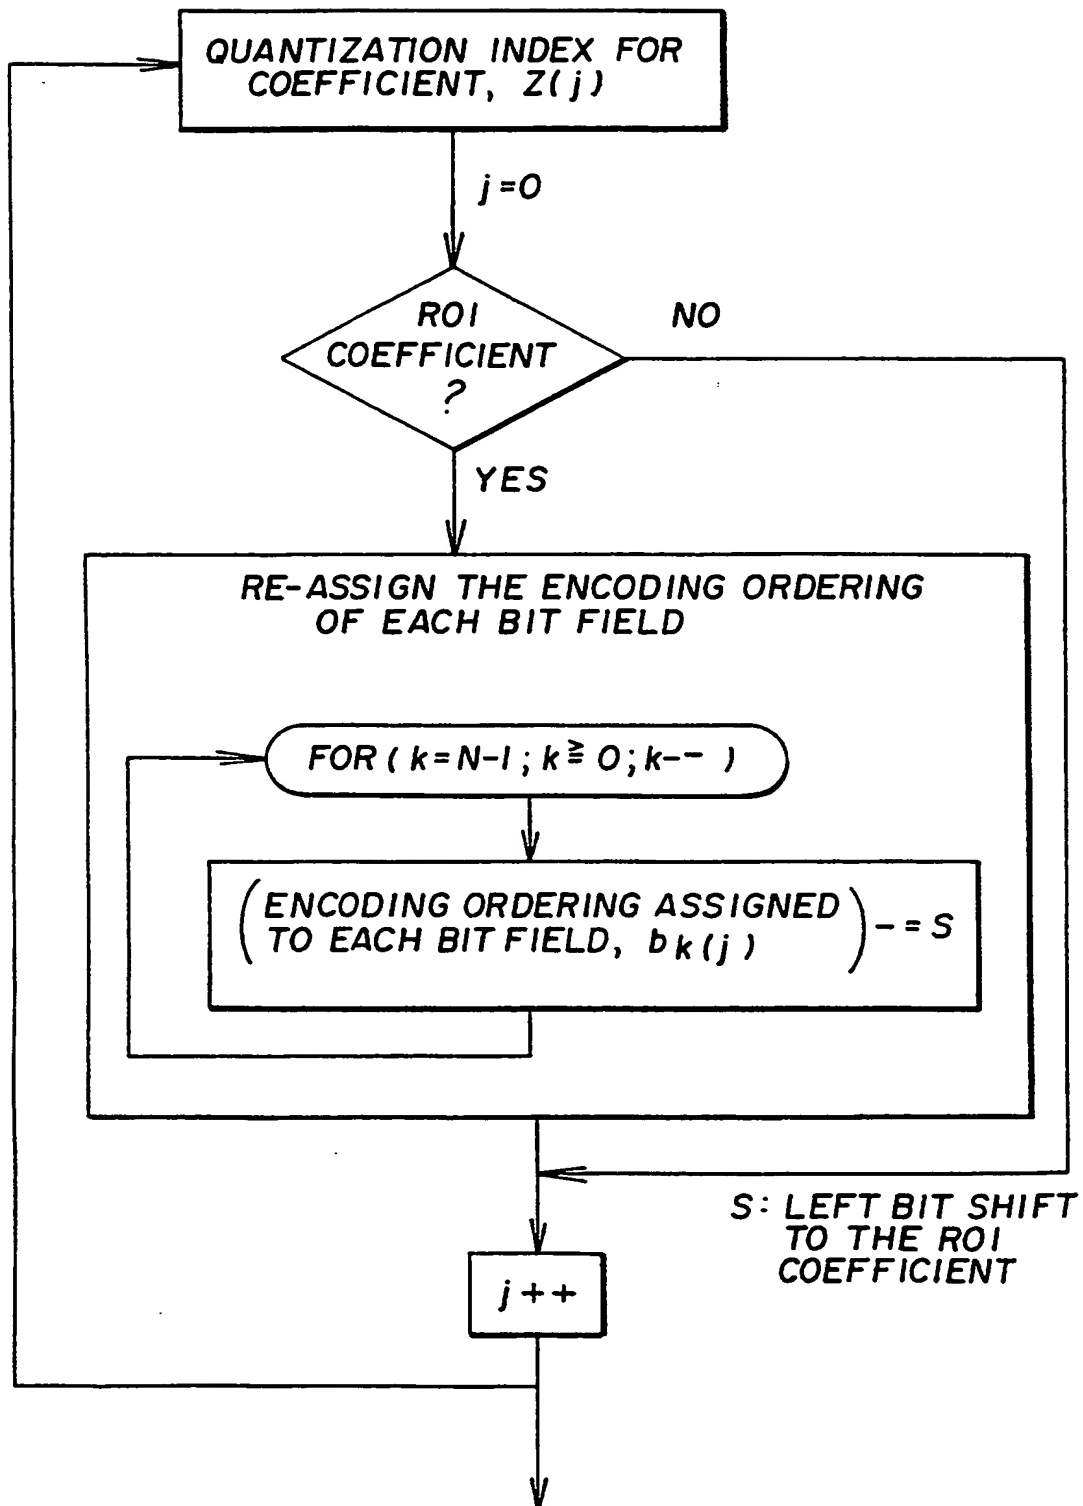 QUANTIZATION INDEX FOR
COEFFICIENT, Z(j)
j=0
ROI
COEFFICIENT
?
NO
YES
RE-ASSIGN THE ENCODING ORDERING
OF EACH BIT FIELD
FOR (k=N-1; k≧0; k--)
(ENCODING ORDERING ASSIGNED
TO EACH BIT FIELD, bk(j)) -= S
S: LEFT BIT SHIFT
TO THE ROI
COEFFICIENT
j++